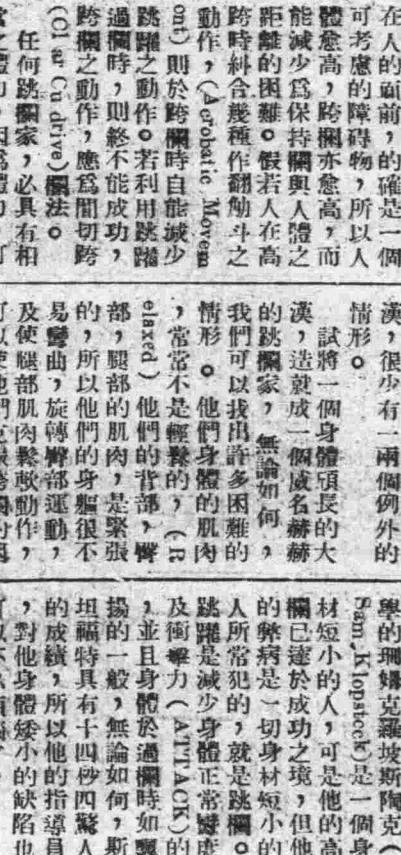 在人的面前，的確是一個
可考慮的障碍物，所以人
體愈高，跨欄亦愈高，而
能減少爲保持欄與人體之
距離的困難。假若人在高
跨時糾含幾種作翻觔斗之
動作，（Acrobatic Movem
ont）則於跨欄時自能減少
跳躍之動作。若利用跳躍
過欄時，則終不能成功，
跨欄之動作，應爲閘切跨
（Cl ar Cu drive）欄法。
任何跳欄家，必具有相
漢，很少有一兩個例外的
情形。
試將一個身體頎長的大
漢，造就成一個威名赫赫
的跳欄家，無論如何，
我們可以找出許多困難的
情形。他們身體的肌肉
，常常不是輕鬆的，（R
elaxed）他們的背部，臀
部，腿部的肌肉，是緊張
的，所以他們的身軀很不
易彎曲，旋轉臀部運動，
及使腿部肌肉鬆軟動作，
學的珊姆克羅坡斯陶克（
Sam, Klopstock）是一個身
材短小的人，可是他的高
欄已達於成功之境，但他
的弊病是一切身材短小的
人所常犯的，就是跳欄。
跳躍是減少身體正常彎度
及衝擊力（ATTACK）的
，並且身體於過欄時如飄
揚的一般，無論如何，斯
坦福特具有十四秒四驚人
的成績，所以他的指導員
，對他身體矮小的缺陷也